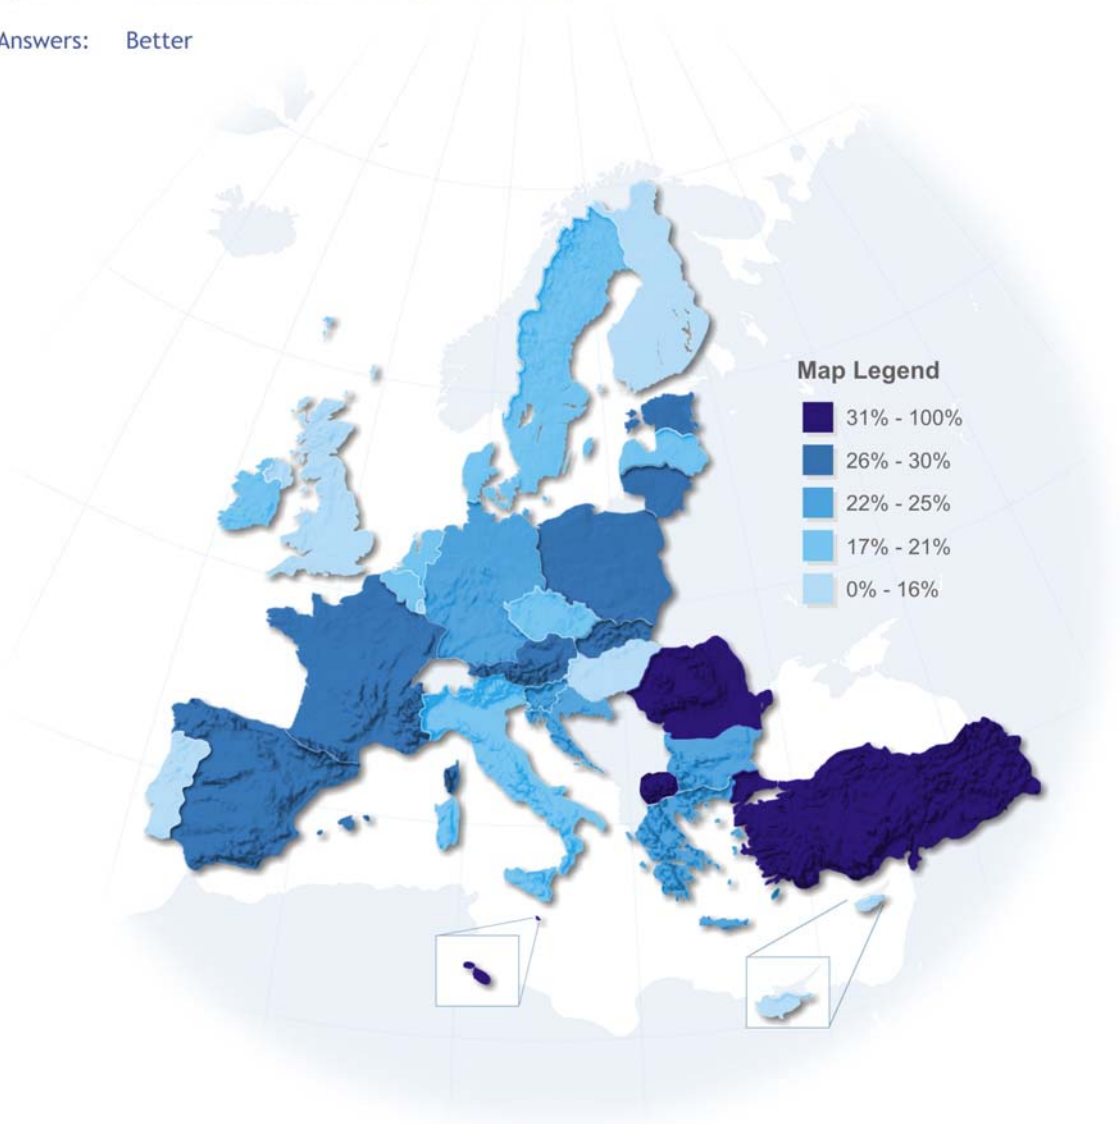 Answers: Better
Map Legend
31% - 100%
26% - 30%
22% - 25%
17% - 21%
0% - 16%